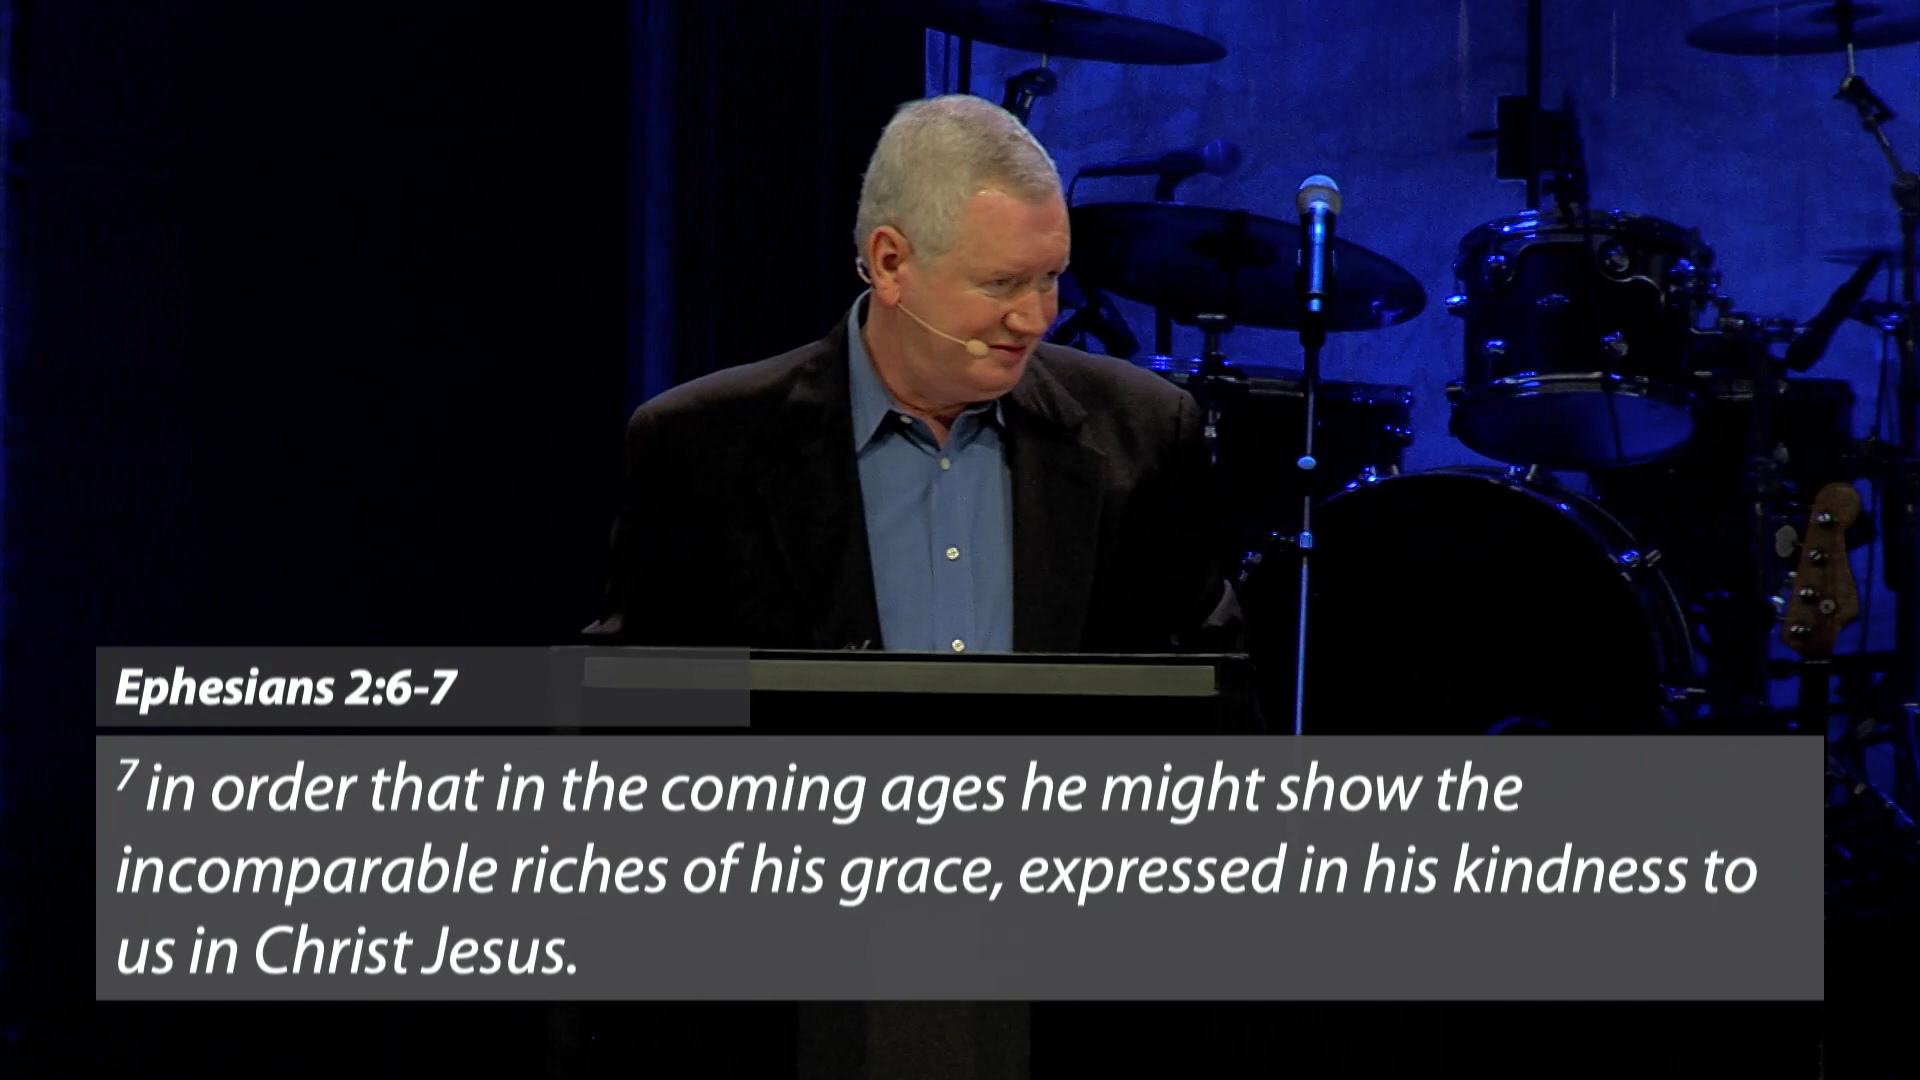 Ephesians 2:6-7
⁷ in order that in the coming ages he might show the
incomparable riches of his grace, expressed in his kindness to
us in Christ Jesus.